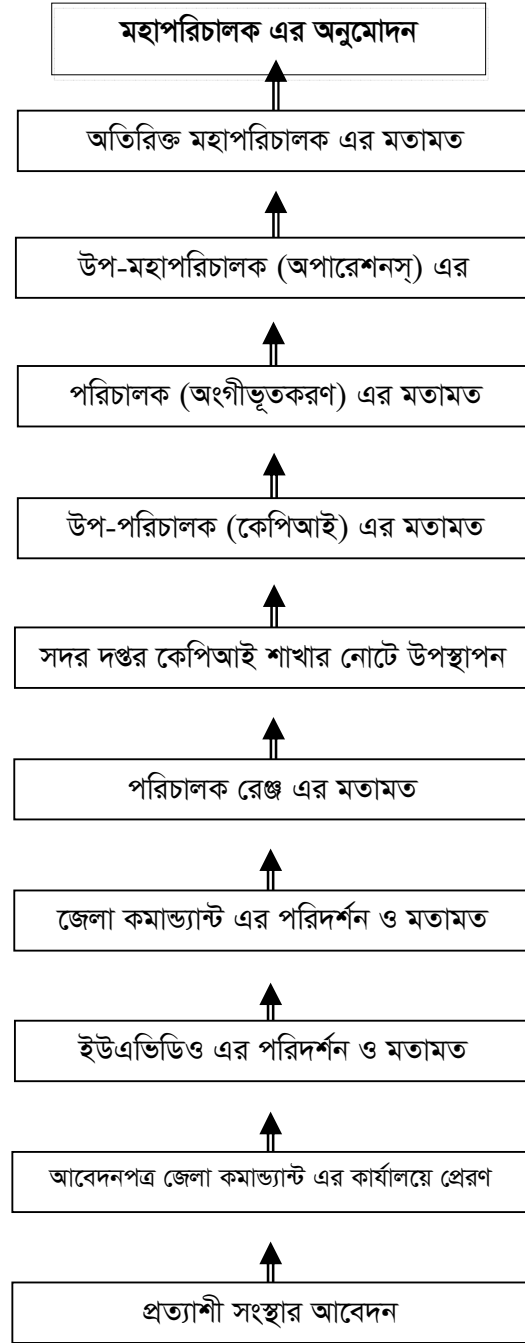 মহাপরিচালক এর অনুমোদন
অতিরিক্ত মহাপরিচালক এর মতামত
উপ-মহাপরিচালক (অপারেশনস্) এর
পরিচালক (অংগীভূতকরণ) এর মতামত
উপ-পরিচালক (কেপিআই) এর মতামত
সদর দপ্তর কেপিআই শাখার নোটে উপস্থাপন
পরিচালক রেঞ্জ এর মতামত
জেলা কমান্ড্যান্ট এর পরিদর্শন ও মতামত
ইউএভিডিও এর পরিদর্শন ও মতামত
আবেদনপত্র জেলা কমান্ড্যান্ট এর কার্যালয়ে প্রেরণ
প্রত্যাশী সংস্থার আবেদন